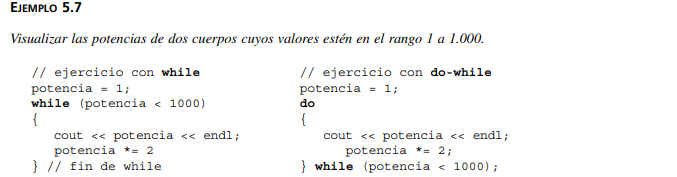 EJEMPLO 5.7
Visualizar las potencias de dos cuerpos cuyos valores estén en el rango 1 a 1.000.
// ejercicio con while
potencia = 1;
while (potencia < 1000)
{
cout << potencia << endl;
potencia *= 2
} // fin de while
// ejercicio con do-while
potencia = 1;
do
{
cout << potencia << endl;
potencia *= 2;
} while (potencia < 1000);